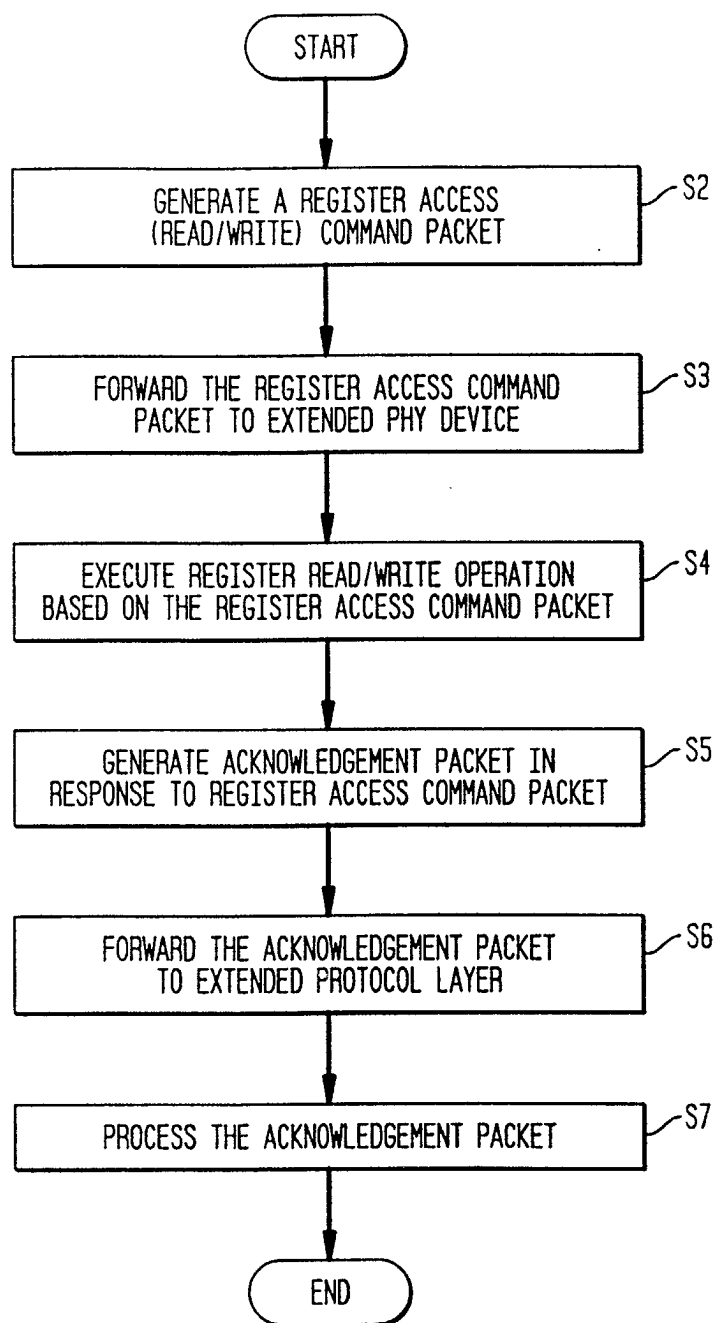 START
GENERATE A REGISTER ACCESS
(READ/WRITE) COMMAND PACKET
S2
FORWARD THE REGISTER ACCESS COMMAND
PACKET TO EXTENDED PHY DEVICE
S3
EXECUTE REGISTER READ/WRITE OPERATION
BASED ON THE REGISTER ACCESS COMMAND PACKET
S4
GENERATE ACKNOWLEDGEMENT PACKET IN
RESPONSE TO REGISTER ACCESS COMMAND PACKET
S5
FORWARD THE ACKNOWLEDGEMENT PACKET
TO EXTENDED PROTOCOL LAYER
S6
PROCESS THE ACKNOWLEDGEMENT PACKET
S7
END